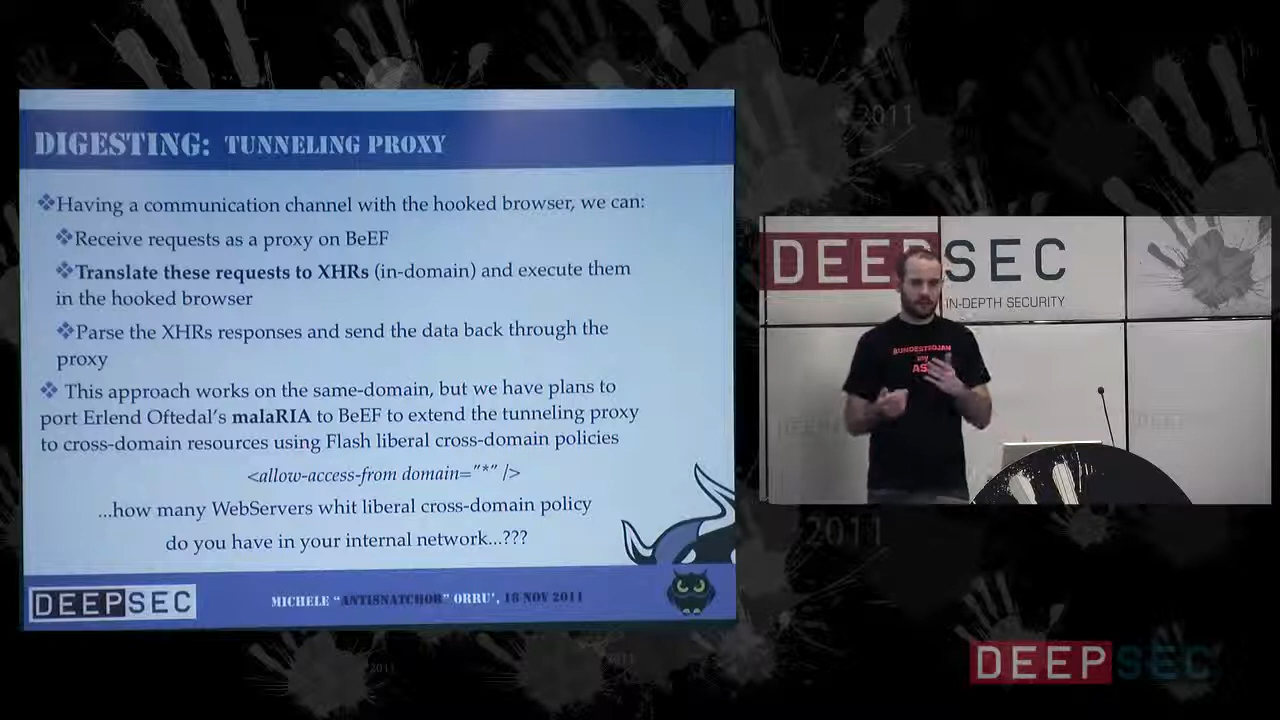 DIGESTING: TUNNELING PROXY
❖Having a communication channel with the hooked browser, we can:
❖Receive requests as a proxy on BeEF
❖Translate these requests to XHRs (in-domain) and execute them
in the hooked browser
❖Parse the XHRs responses and send the data back through the
proxy
❖ This approach works on the same-domain, but we have plans to
port Erlend Oftedal's malaRIA to BeEF to extend the tunneling proxy
to cross-domain resources using Flash liberal cross-domain policies
<allow-access-from domain="*" />
...how many WebServers whit liberal cross-domain policy
do you have in your internal network...???
DEEPSEC
MICHELE "ANTISNATCHOR" ORRU', 18 NOV 2011
2011
DEEPSEC
IN-DEPTH SECURITY
BUNDESTROJAN
my
ASS
2011
2011
2011
DEEPSEC